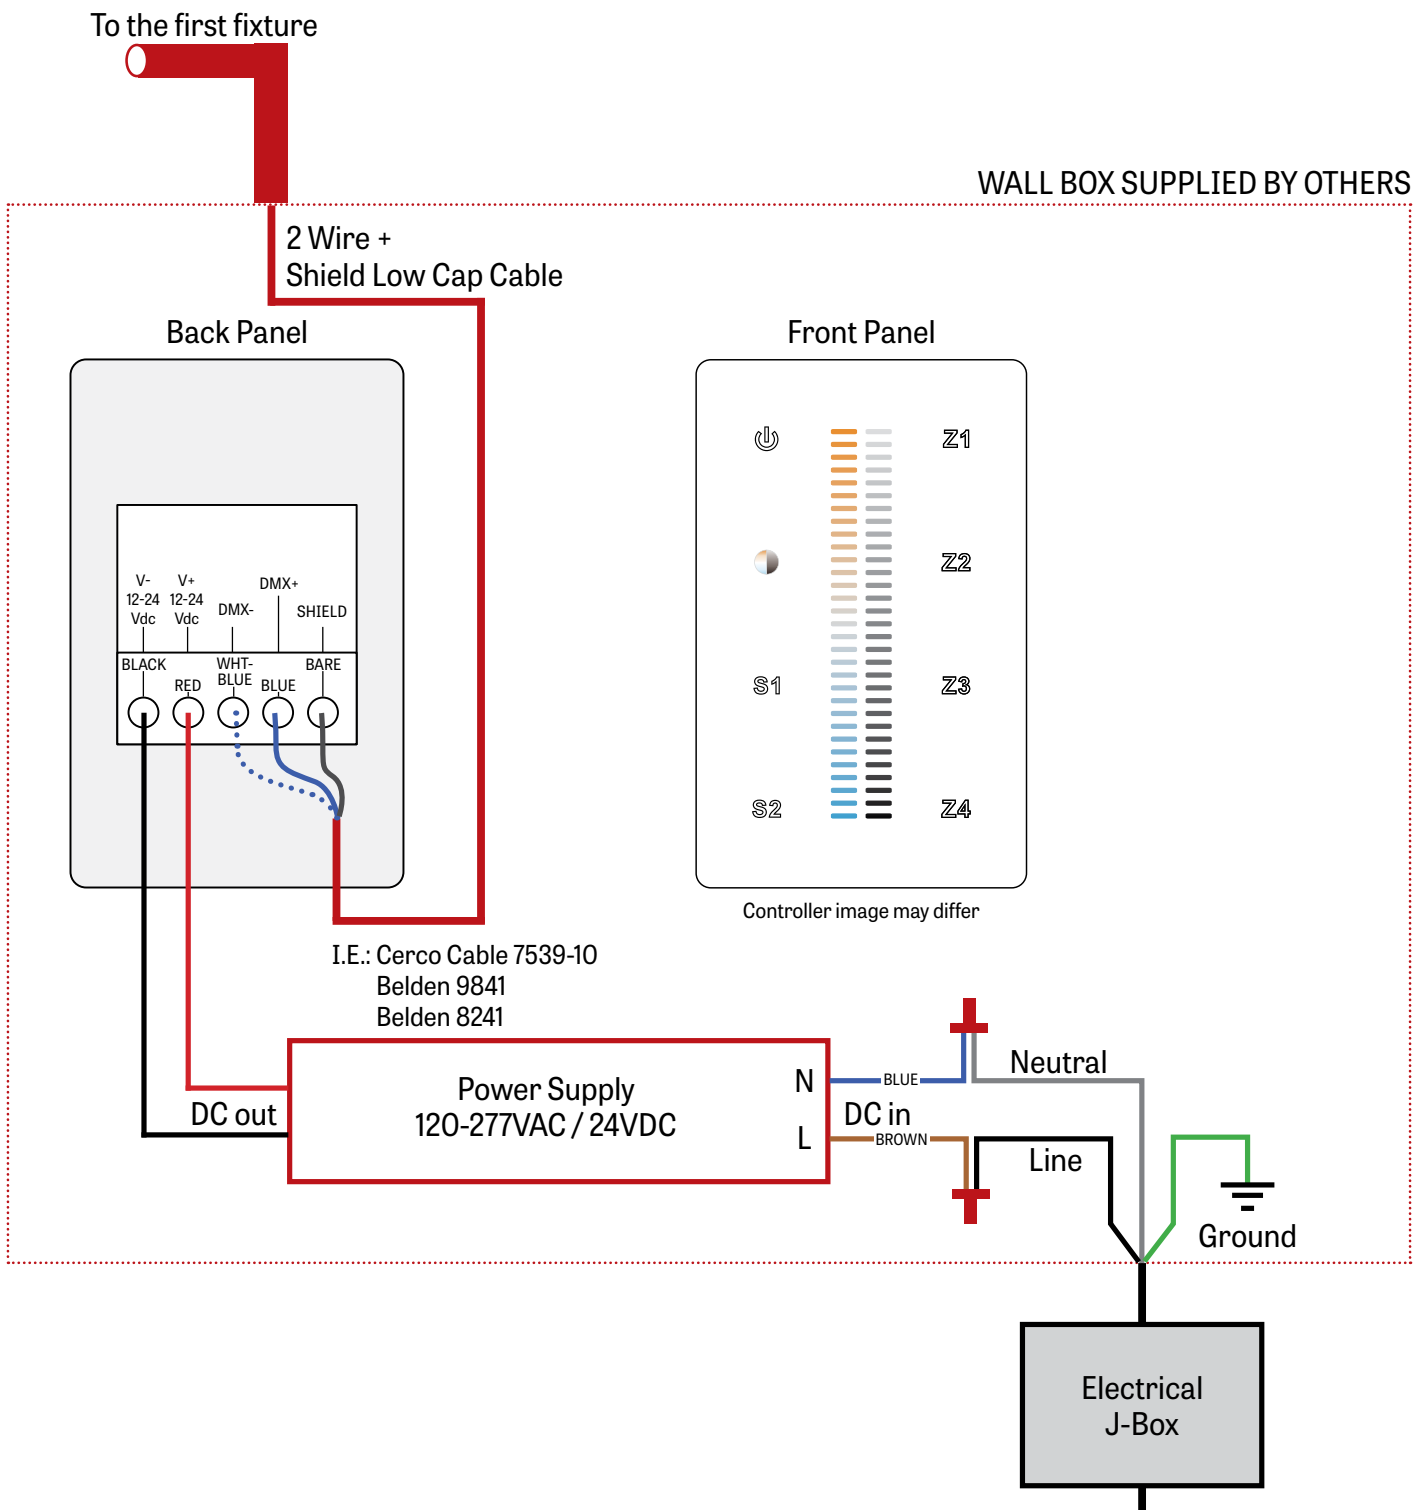 To the first fixture
WALL BOX SUPPLIED BY OTHERS
2 Wire +
Shield Low Cap Cable
Back Panel
Front Panel
V-
12-24
Vdc
V+
12-24
Vdc
DMX-
DMX+
SHIELD
BLACK
RED
WHT-
BLUE
BLUE
BARE
Z1
Z2
S1
Z3
S2
Z4
Controller image may differ
I.E.: Cerco Cable 7539-10
Belden 9841
Belden 8241
DC out
Power Supply
120-277VAC / 24VDC
N
L
BLUE
DC in
BROWN
Neutral
Line
Ground
Electrical
J-Box